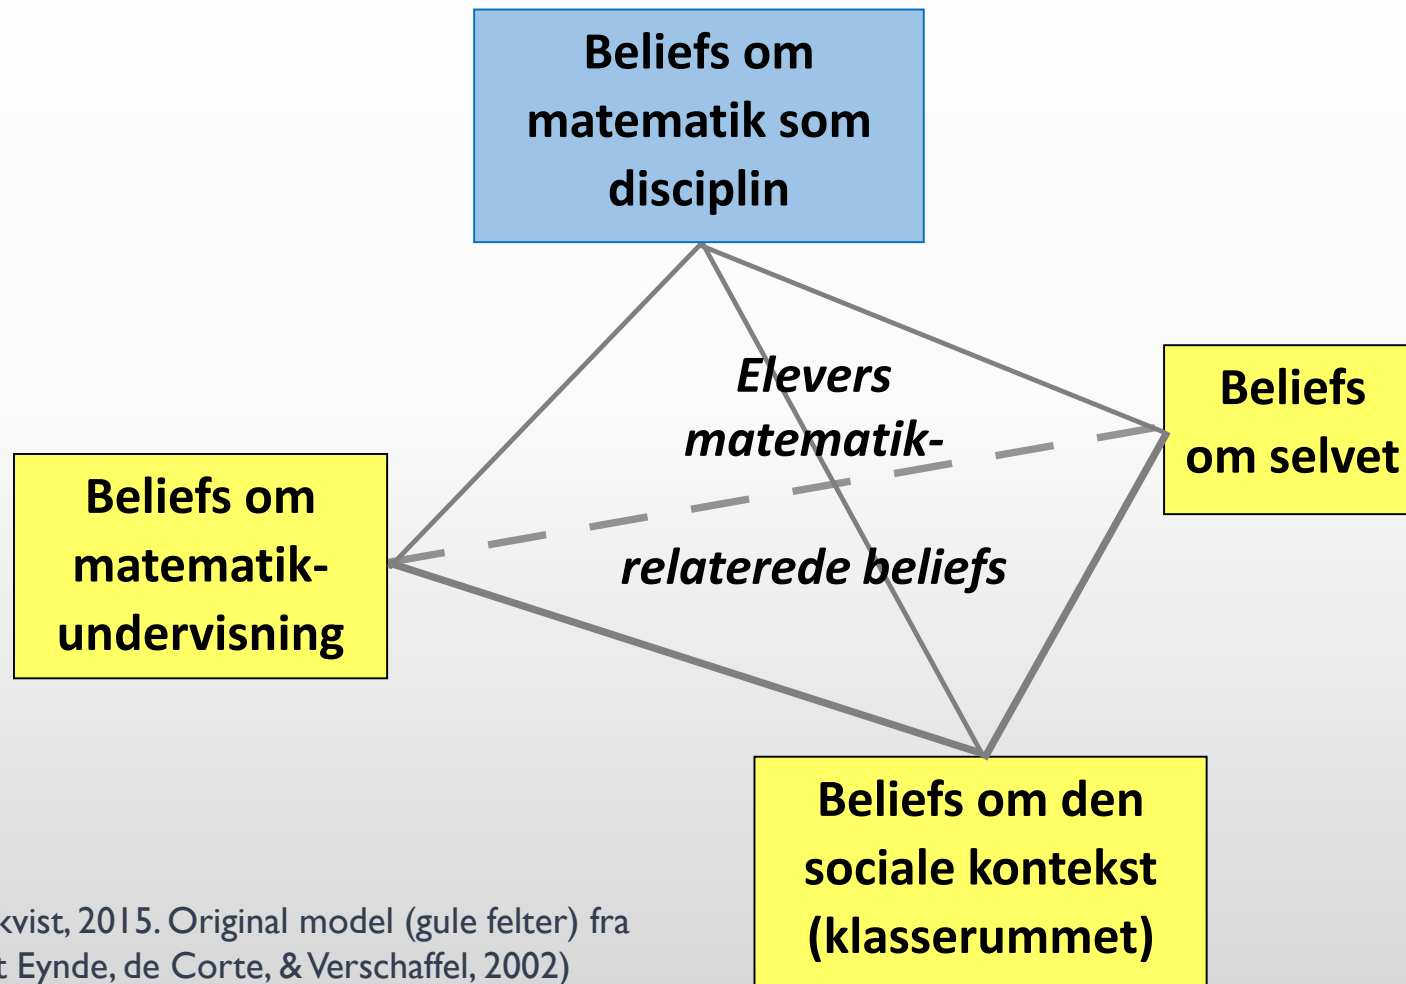 Beliefs om
matematik som
disciplin
Elevers
matematik-
relaterede beliefs
Beliefs
om selvet
Beliefs om
matematik-
undervisning
Beliefs om den
sociale kontekst
(klasserummet)
2015. Original model (gule felter) fra
Eynde, de Corte, & Verschaffel, 2002)